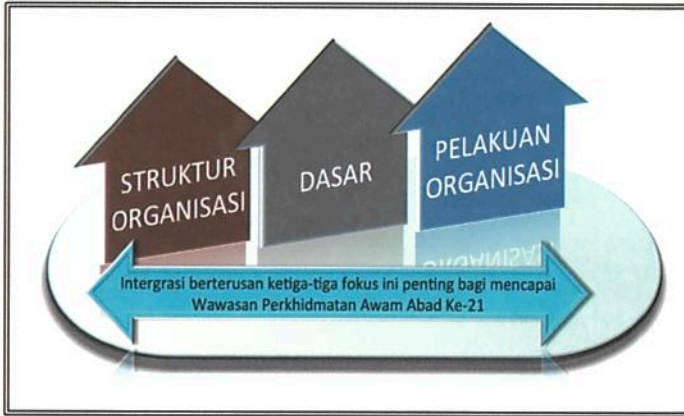 STRUKTUR
ORGANISASI
DASAR
PELAKUAN
ORGANISASI
Intergrasi berterusan ketiga-tiga fokus ini penting bagi mencapai
Wawasan Perkhidmatan Awam Abad Ke-21